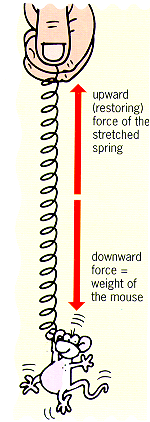 upward
(restoring)
force of the
stretched
spring
downward
force =
weight of
the mouse